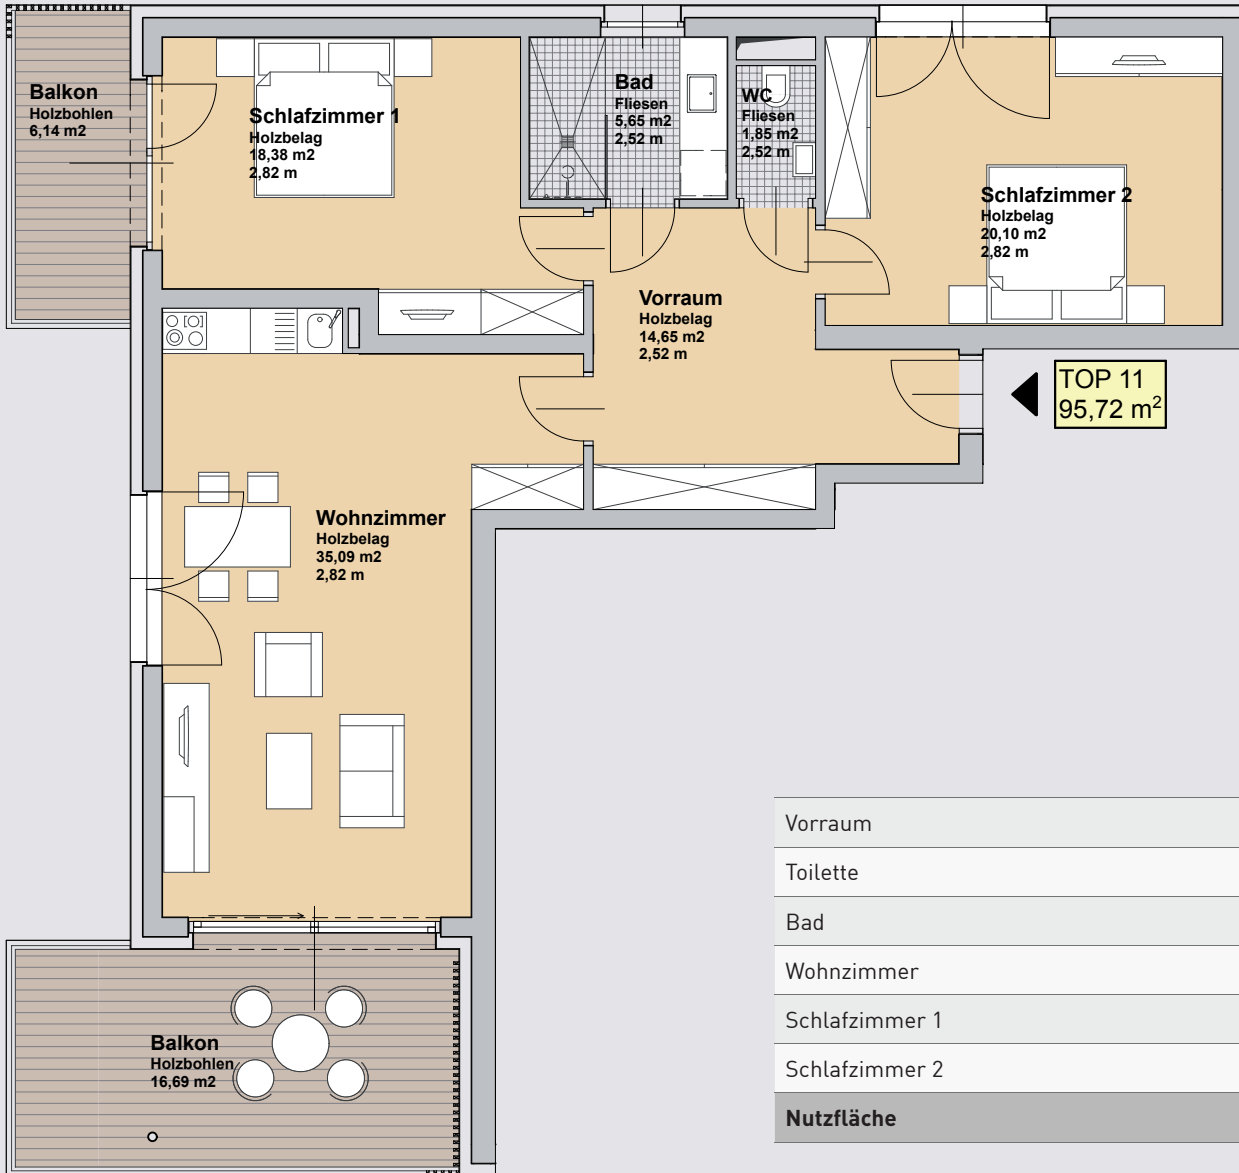 Balkon
Holzbohlen
6,14 m2
Schlafzimmer 1
Holzbelag
18,38 m2
2,82 m
Bad
Fliesen
5,65 m2
2,52 m
WC
Fliesen
1,85 m2
2,52 m
Schlafzimmer 2
Holzbelag
20,10 m2
2,82 m
Vorraum
Holzbelag
14,65 m2
2,52 m
TOP 11
95,72 m²
Wohnzimmer
Holzbelag
35,09 m2
2,82 m
Balkon
Holzbohlen
16,69 m2
Vorraum
Toilette
Bad
Wohnzimmer
Schlafzimmer 1
Schlafzimmer 2
Nutzfläche